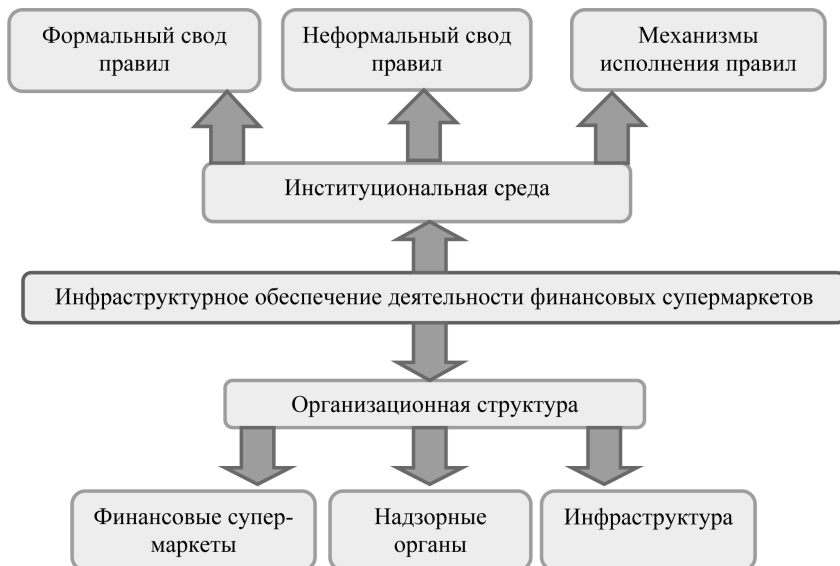 Формальный свод
правил
Неформальный свод
правил
Механизмы
исполнения правил
Институциональная среда
Инфраструктурное обеспечение деятельности финансовых супермаркетов
Организационная структура
Финансовые супер-
маркеты
Надзорные
органы
Инфраструктура